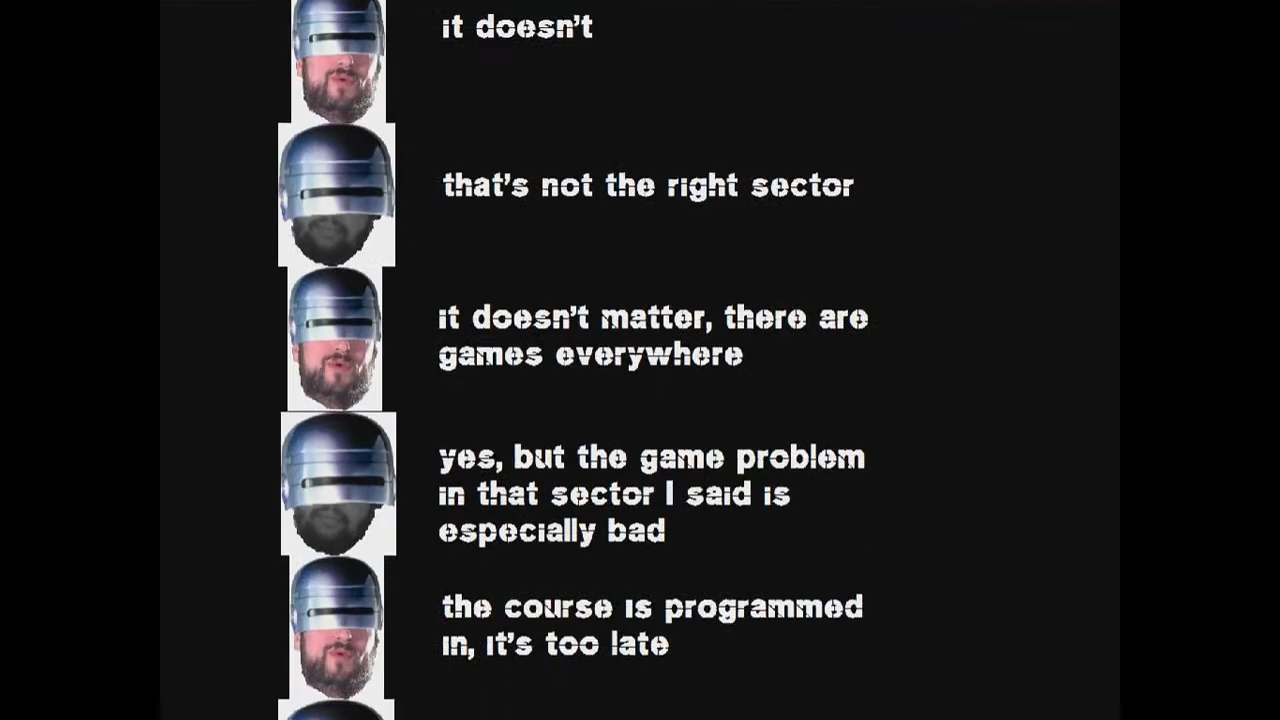 it doesn't
that's not the right sector
it doesn't matter, there are
games everywhere
yes, but the game problem
in that sector I said is
especially bad
the course is programmed
in, it's too late